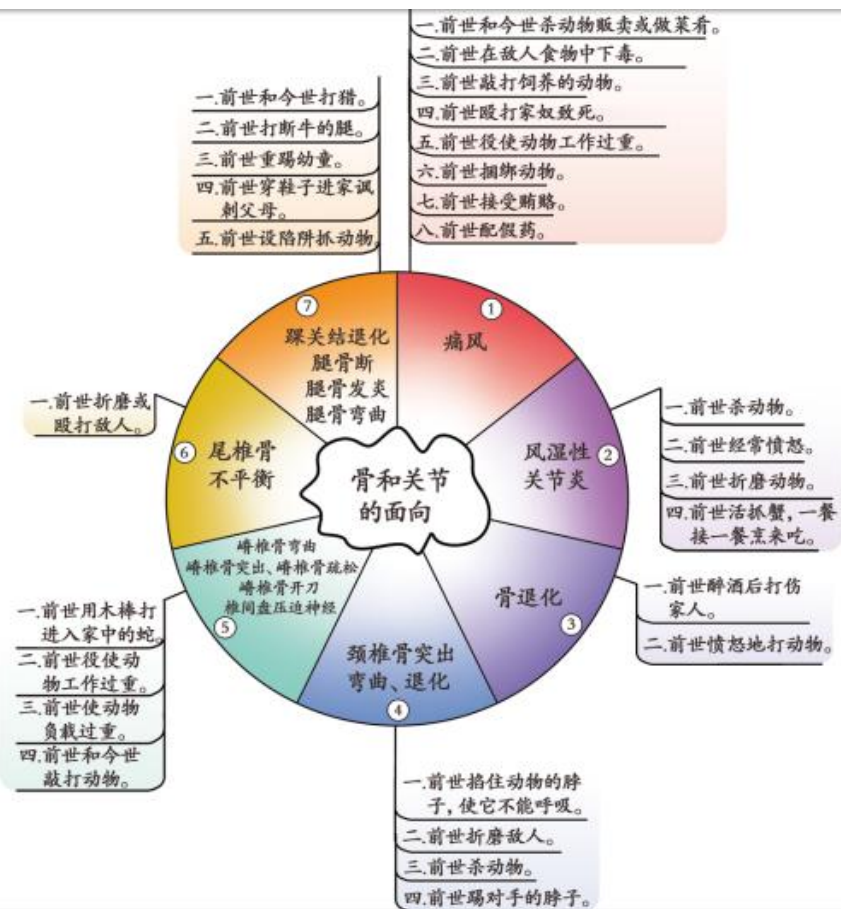 一.前世和今世杀动物贩卖或做菜肴。
二.前世在敌人食物中下毒。
三.前世敲打饲养的动物。
四.前世殴打家奴致死。
五.前世役使动物工作过重。
六.前世捆绑动物。
七.前世接受贿赂。
八.前世配假药。
一.前世和今世打猎。
二.前世打断牛的腿。
三.前世重踢幼童。
四.前世穿鞋子进家讽
刺父母。
五.前世设陷阱抓动物。
①
痛风
⑦
踝关结退化
腿骨断
腿骨发炎
腿骨弯曲
一.前世折磨或
殴打敌人。
⑥
尾椎骨
不平衡
骨和关节
的面向
风湿性
关节炎
②
一.前世杀动物。
二.前世经常愤怒。
三.前世折磨动物。
四.前世活抓蟹,一餐
接一餐烹来吃。
嵴椎骨弯曲
嵴椎骨突出、嵴椎骨疏松
嵴椎骨开刀
椎间盘压迫神经
⑤
骨退化
③
一.前世醉酒后打伤
家人。
二.前世愤怒地打动物。
一.前世用木棒打
进入家中的蛇。
二.前世役使动
物工作过重。
三.前世使动物
负载过重。
四.前世和今世
敲打动物。
颈椎骨突出
弯曲、退化
④
一.前世掐住动物的脖
子,使它不能呼吸。
二.前世折磨敌人。
三.前世杀动物。
四.前世踢对手的脖子。